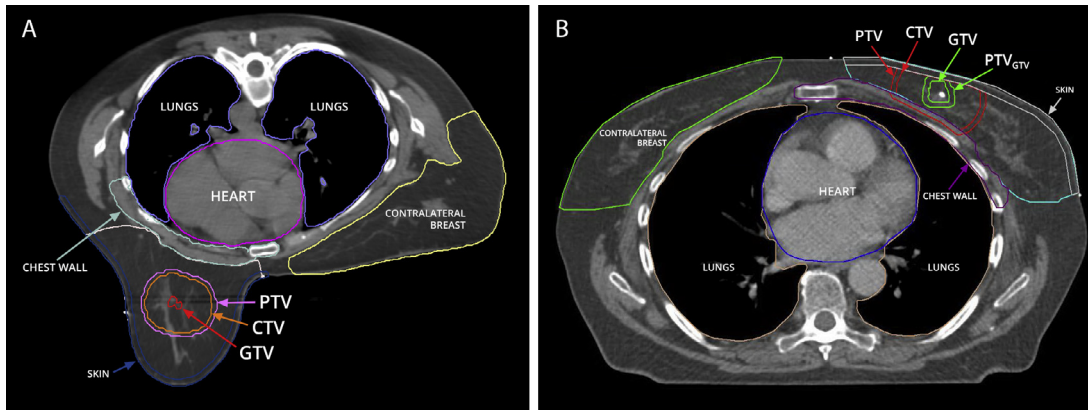 A
LUNGS
LUNGS
HEART
CONTRALATERAL
BREAST
CHEST WALL
PTV
CTV
GTV
SKIN
B
PTV
CTV
GTV
PTVGTV
SKIN
CONTRALATERAL
BREAST
HEART
CHEST WALL
LUNGS
LUNGS